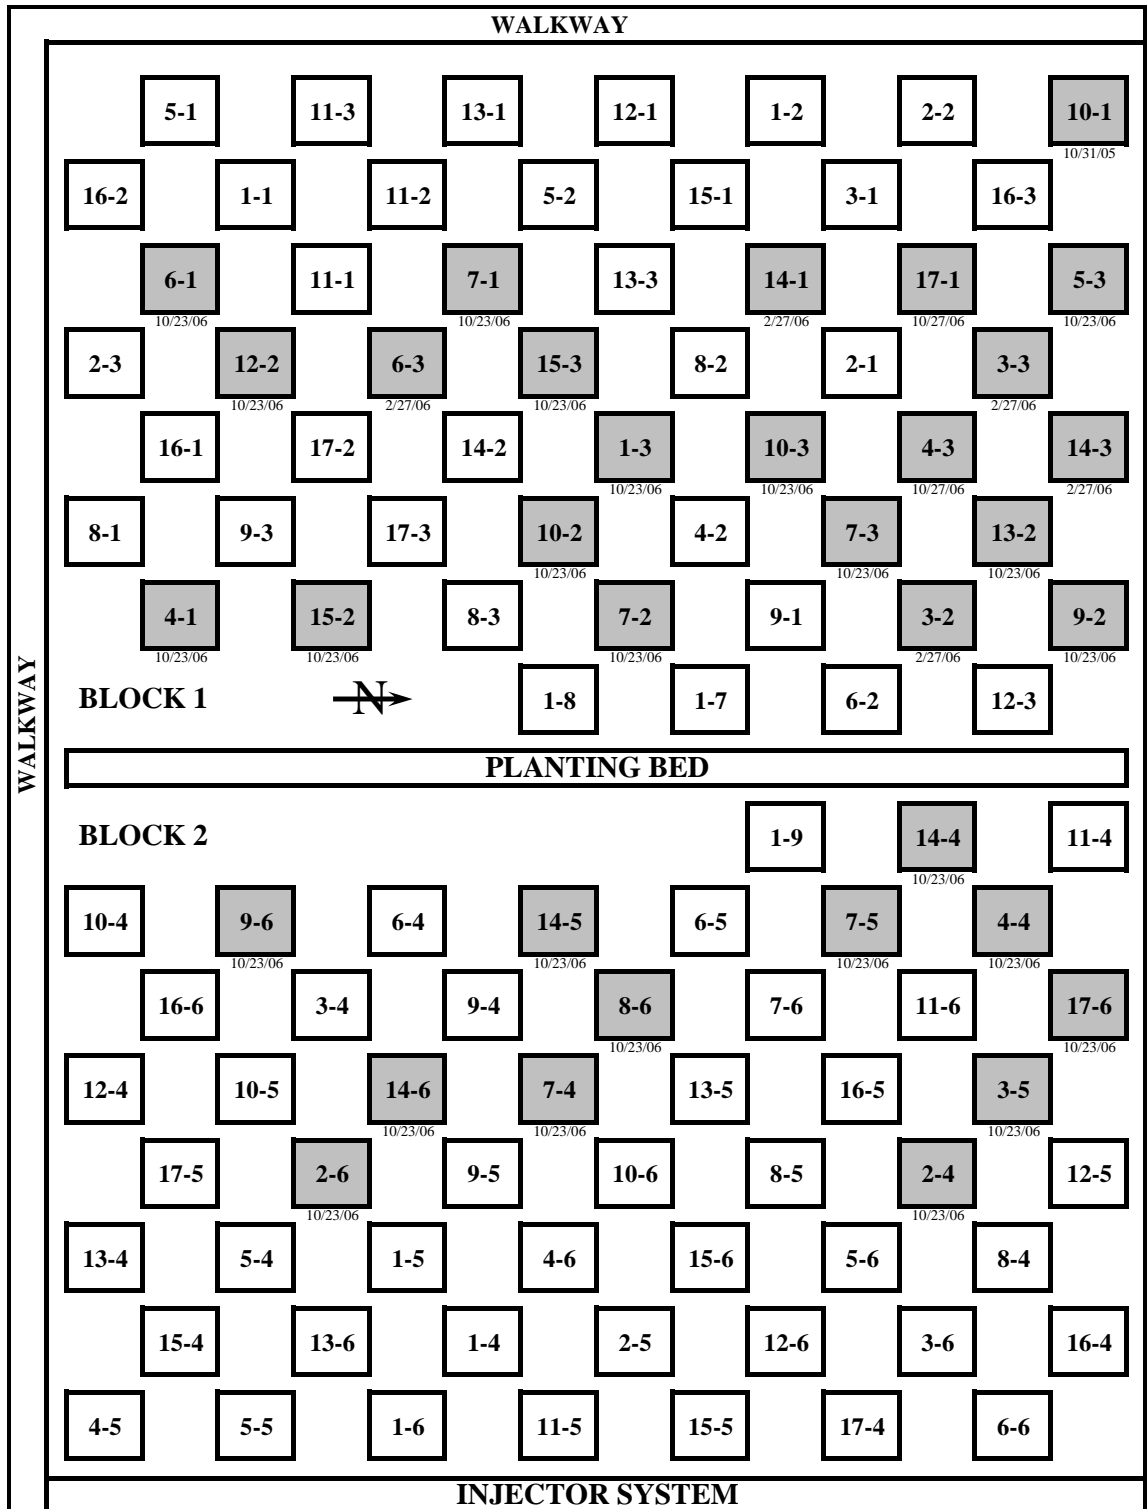 WALKWAY
5-1 11-3 13-1 12-1 1-2 2-2 10-1
10/31/05
16-2 1-1 11-2 5-2 15-1 3-1 16-3
6-1 11-1 7-1 13-3 14-1 17-1 5-3
10/23/06 10/23/06 2/27/06 10/27/06 10/23/06
2-3 12-2 6-3 15-3 8-2 2-1 3-3
10/23/06 2/27/06 10/23/06 2/27/06
16-1 17-2 14-2 1-3 10-3 4-3 14-3
10/23/06 10/23/06 10/27/06 2/27/06
8-1 9-3 17-3 10-2 4-2 7-3 13-2
10/23/06 10/23/06 10/23/06
4-1 15-2 8-3 7-2 9-1 3-2 9-2
10/23/06 10/23/06 10/23/06 2/27/06 10/23/06
WALKWAY
BLOCK 1 N 1-8 1-7 6-2 12-3
PLANTING BED
BLOCK 2 1-9 14-4 11-4
10/23/06
10-4 9-6 6-4 14-5 6-5 7-5 4-4
10/23/06 10/23/06 10/23/06 10/23/06
16-6 3-4 9-4 8-6 7-6 11-6 17-6
10/23/06 10/23/06
12-4 10-5 14-6 7-4 13-5 16-5 3-5
10/23/06 10/23/06 10/23/06
17-5 2-6 9-5 10-6 8-5 2-4 12-5
10/23/06 10/23/06
13-4 5-4 1-5 4-6 15-6 5-6 8-4
15-4 13-6 1-4 2-5 12-6 3-6 16-4
4-5 5-5 1-6 11-5 15-5 17-4 6-6
INJECTOR SYSTEM